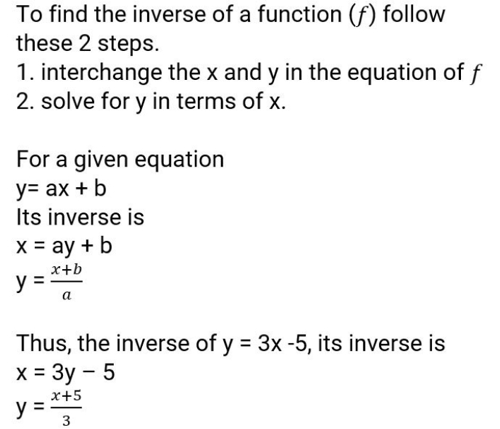 To find the inverse of a function (f) follow
these 2 steps.
1. interchange the x and y in the equation of f
2. solve for y in terms of x.
For a given equation
y= ax + b
Its inverse is
x = ay + b
y = \frac{x+b}{a}
Thus, the inverse of y = 3x -5, its inverse is
x = 3y – 5
y = \frac{x+5}{3}